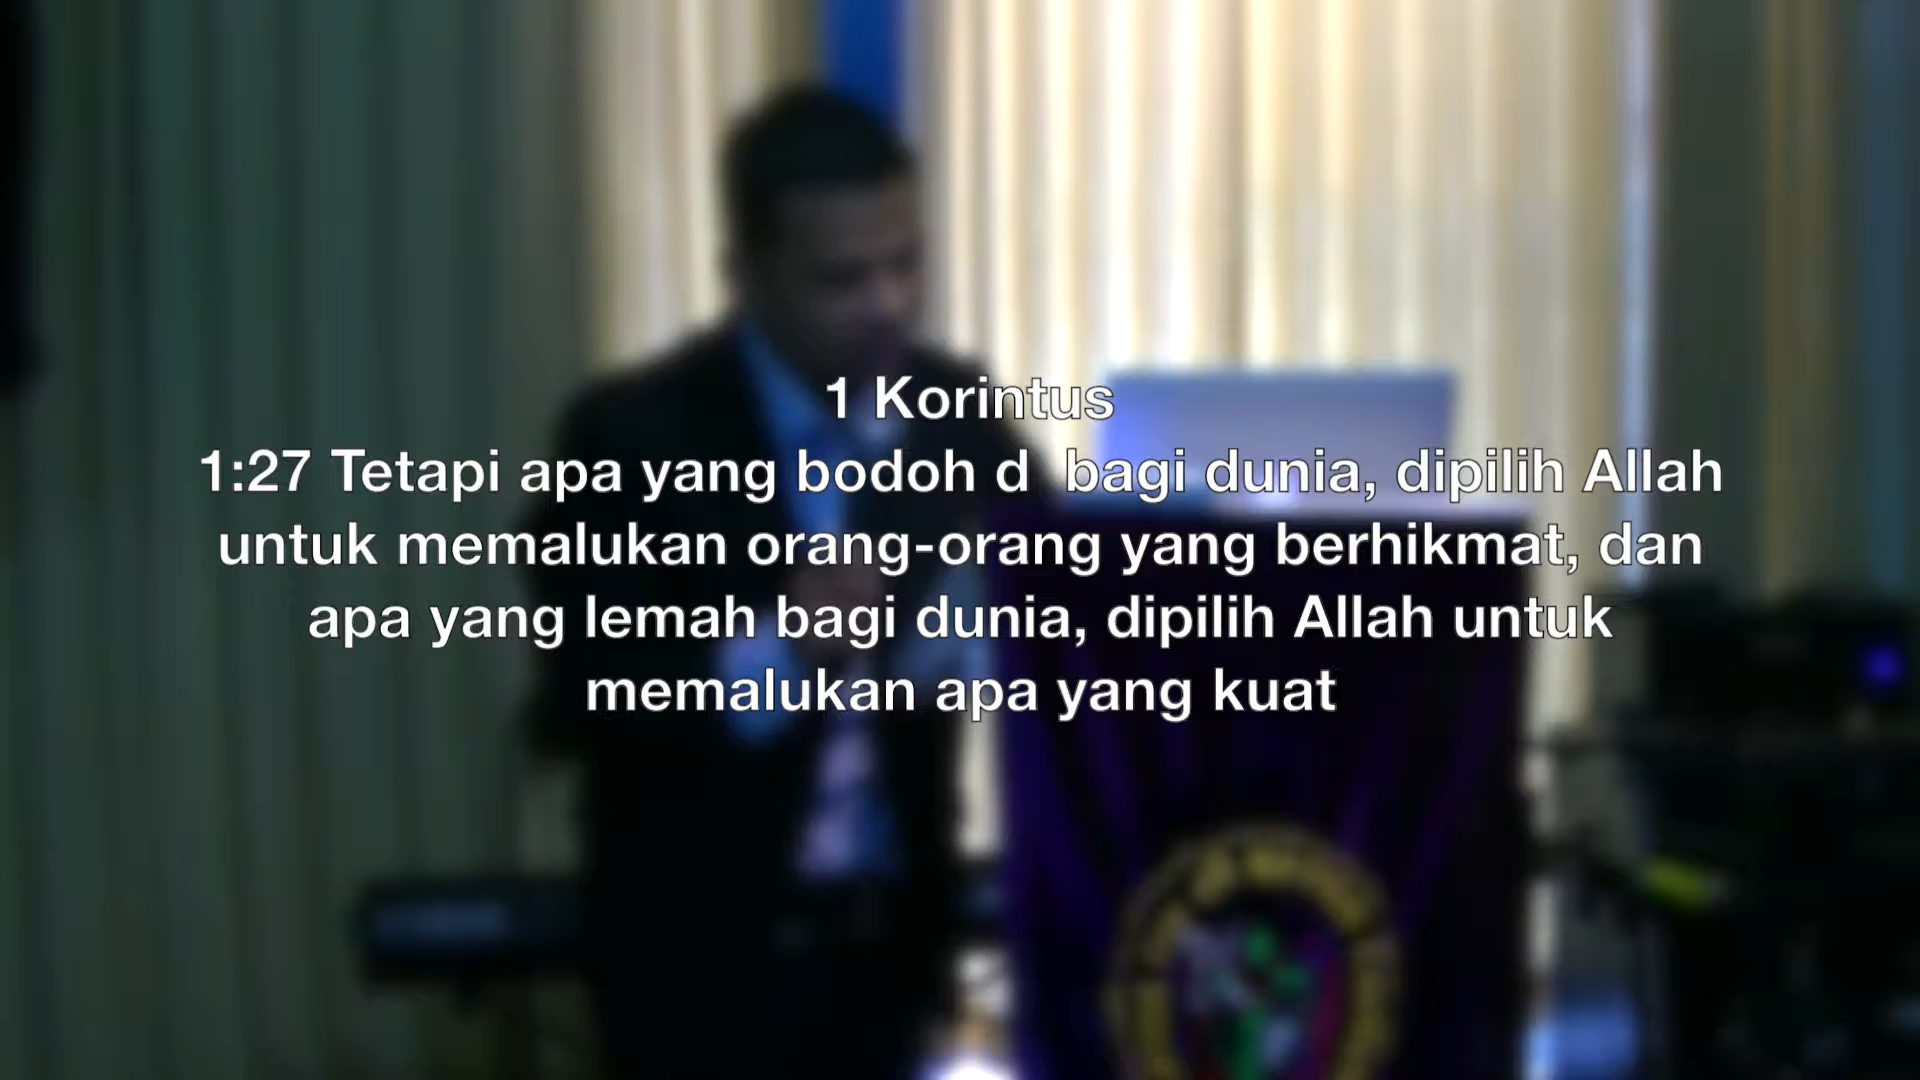 1 Korintus
1:27 Tetapi apa yang bodoh d  bagi dunia, dipilih Allah
untuk memalukan orang-orang yang berhikmat, dan
apa yang lemah bagi dunia, dipilih Allah untuk
memalukan apa yang kuat